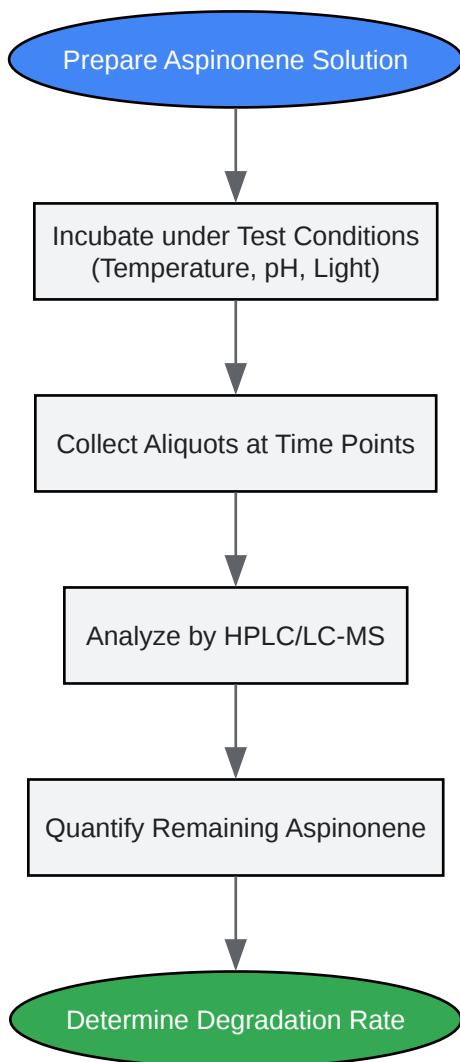 Prepare Aspinonene Solution
Incubate under Test Conditions
(Temperature, pH, Light)
Collect Aliquots at Time Points
Analyze by HPLC/LC-MS
Quantify Remaining Aspinonene
Determine Degradation Rate